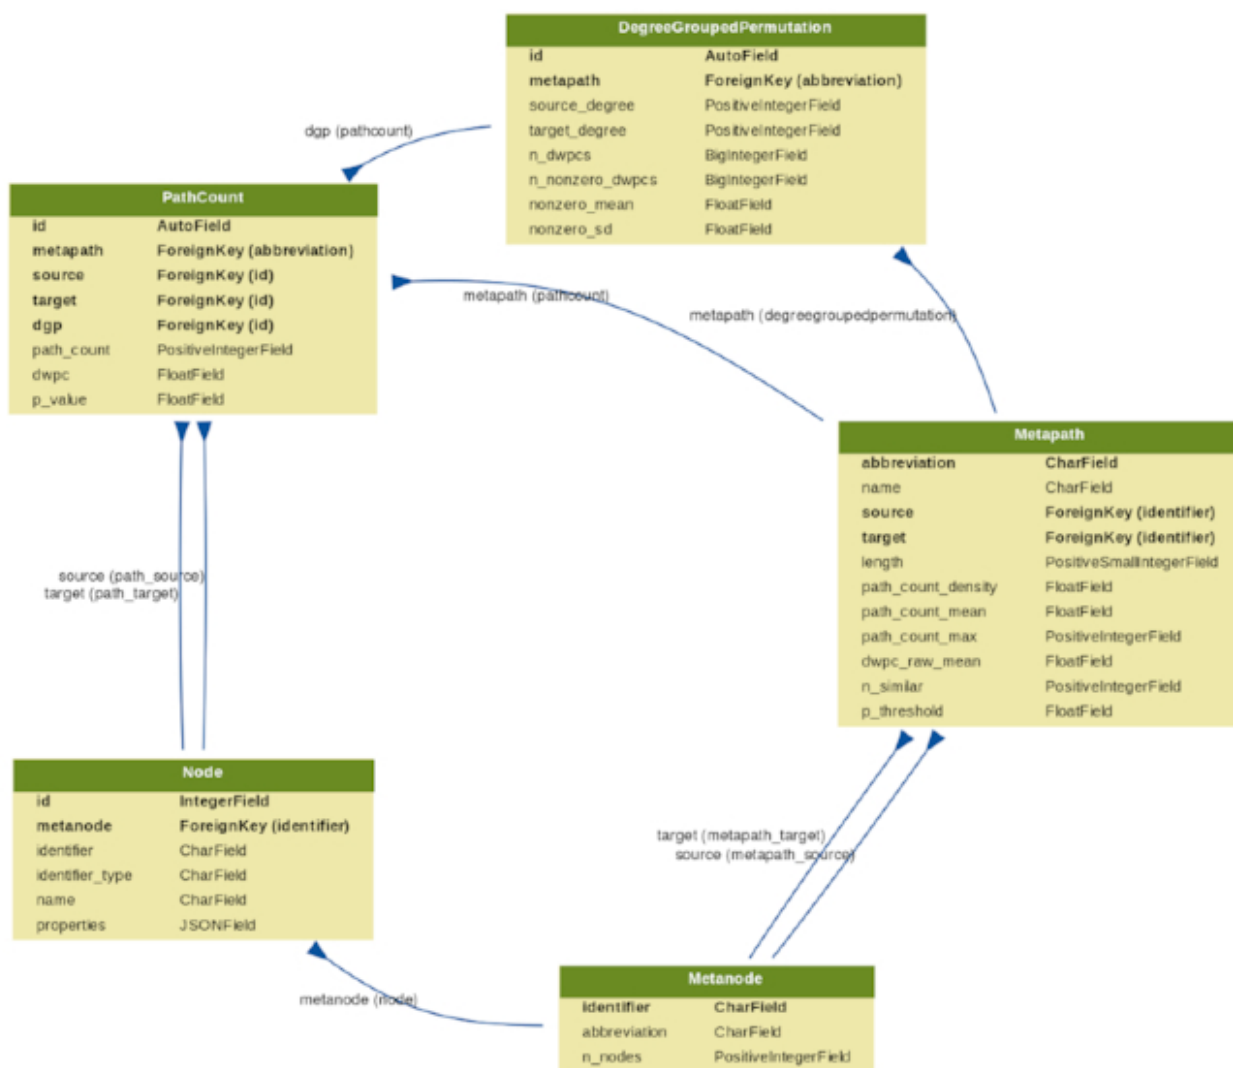 DegreeGroupedPermutation
id AutoField
metapath ForeignKey (abbreviation)
source_degree PositiveIntegerField
target_degree PositiveIntegerField
n_dwpcs BigIntegerField
n_nonzero_dwpcs BigIntegerField
nonzero_mean FloatField
nonzero_sd FloatField
dgp (pathcount)
PathCount
id AutoField
metapath ForeignKey (abbreviation)
source ForeignKey (id)
target ForeignKey (id)
dgp ForeignKey (id)
path_count PositiveIntegerField
dwpc FloatField
p_value FloatField
metapath (pathcount)
metapath (degreegroupedpermutation)
Metapath
abbreviation CharField
name CharField
source ForeignKey (identifier)
target ForeignKey (identifier)
length PositiveSmallIntegerField
path_count_density FloatField
path_count_mean FloatField
path_count_max PositiveIntegerField
dwpc_raw_mean FloatField
n_similar PositiveIntegerField
p_threshold FloatField
source (path_source)
target (path_target)
Node
id IntegerField
metanode ForeignKey (identifier)
identifier CharField
identifier_type CharField
name CharField
properties JSONField
target (metapath_target)
source (metapath_source)
metanode (node)
Metanode
identifier CharField
abbreviation CharField
n_nodes PositiveIntegerField